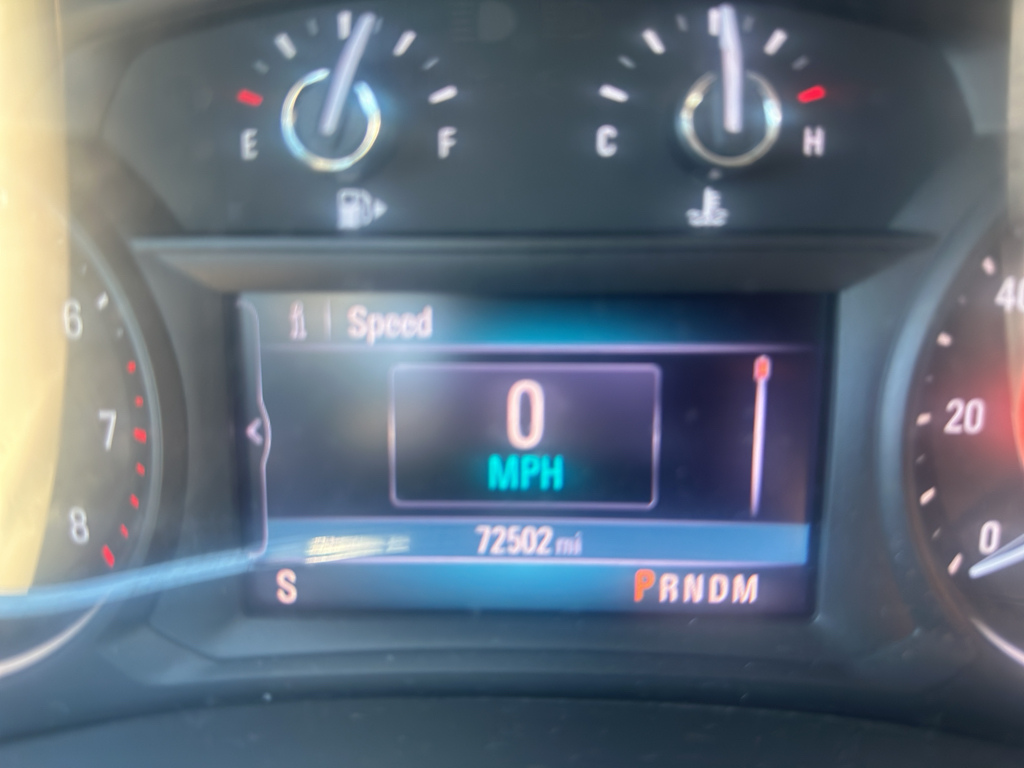 E F C H
i Speed
6 40
7 0 20
MPH
8 72502 mi 0
S PRNDM